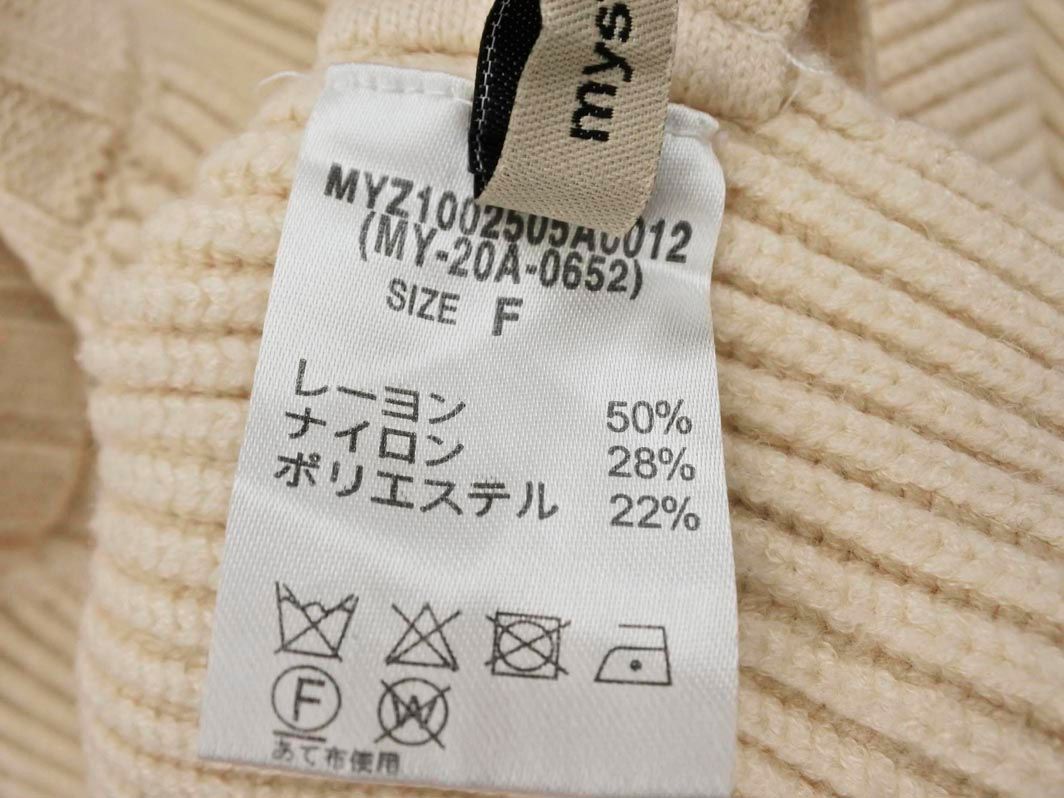 mys
MYZ1002505A0012
(MY-20A-0652)
SIZE F
レーヨン 50%
ナイロン 28%
ポリエステル 22%
F
W
あて布使用